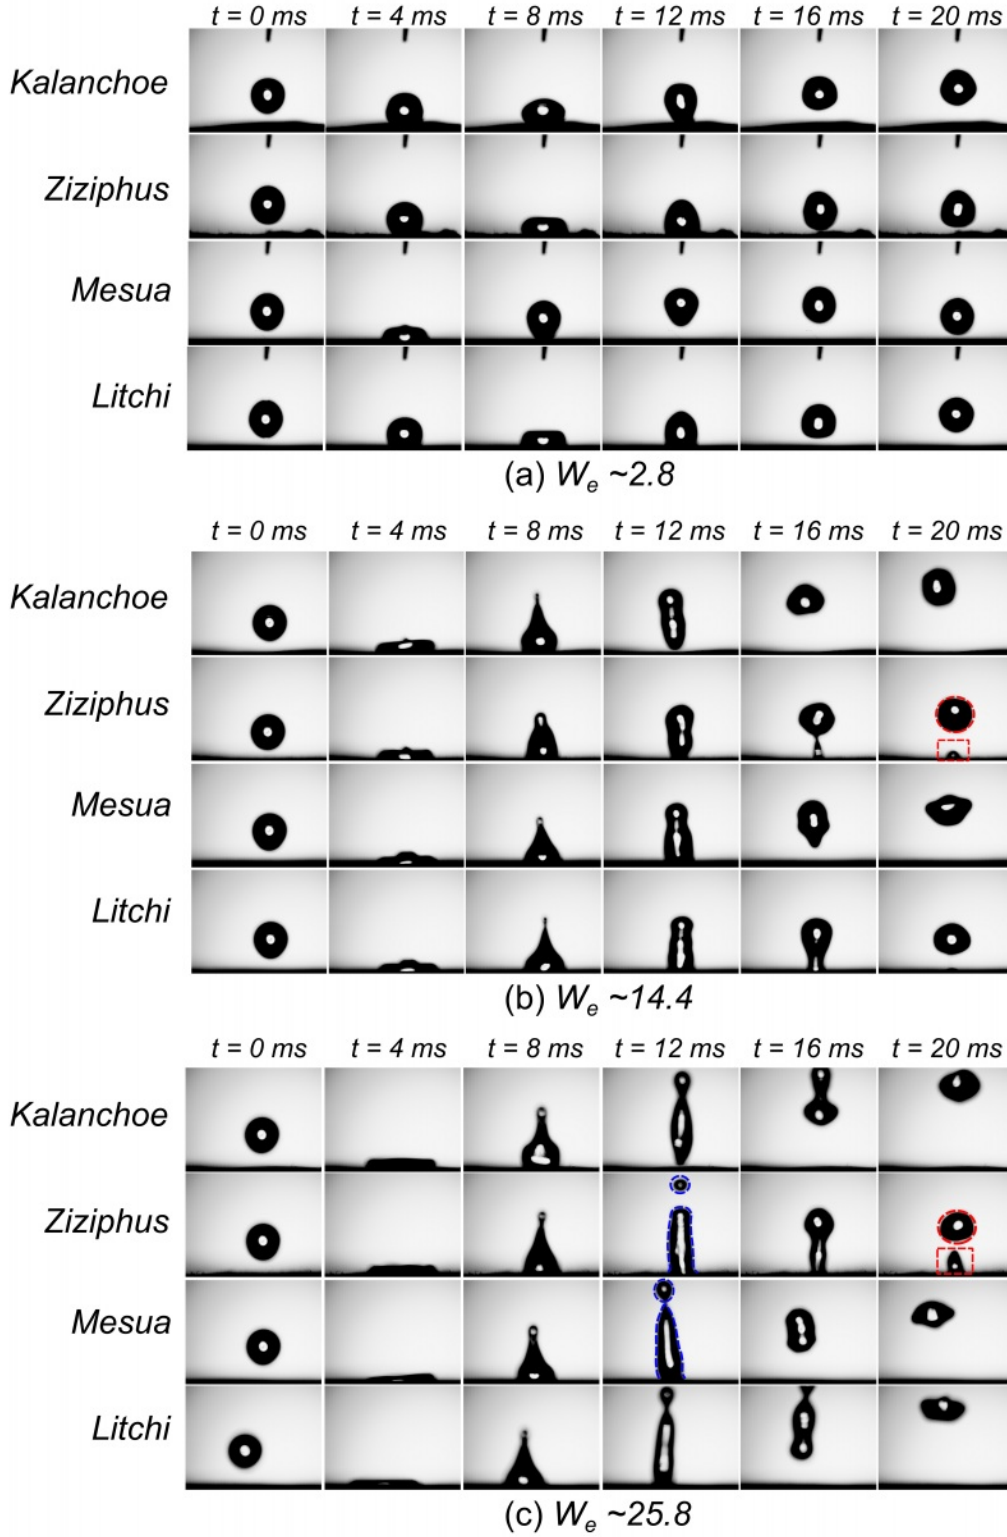 t = 0 ms t = 4 ms t = 8 ms t = 12 ms t = 16 ms t = 20 ms
Kalanchoe
Ziziphus
Mesua
Litchi
(a) We ~2.8
t = 0 ms t = 4 ms t = 8 ms t = 12 ms t = 16 ms t = 20 ms
Kalanchoe
Ziziphus
Mesua
Litchi
(b) We ~14.4
t = 0 ms t = 4 ms t = 8 ms t = 12 ms t = 16 ms t = 20 ms
Kalanchoe
Ziziphus
Mesua
Litchi
(c) We ~25.8